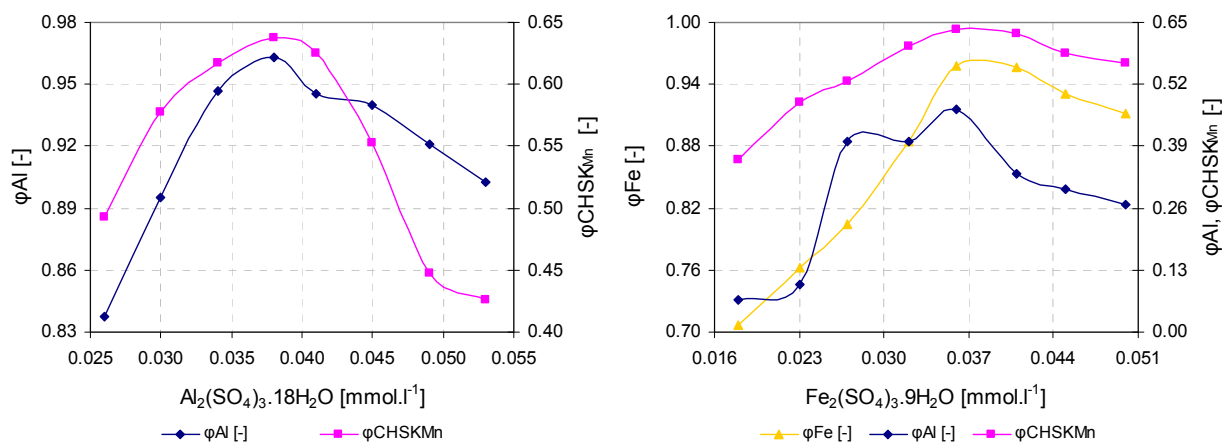 0.98
0.95
0.92
0.89
0.86
0.83
φAl [-]
0.65
0.60
0.55
0.50
0.45
0.40
φCHSKMn [-]
0.025 0.030 0.035 0.040 0.045 0.050 0.055
Al2(SO4)3.18H2O [mmol.l-1]
φAl [-] φCHSKMn
1.00
0.94
0.88
0.82
0.76
0.70
φFe [-]
0.65
0.52
0.39
0.26
0.13
0.00
φAl, φCHSKMn [-]
0.016 0.023 0.032 0.037 0.044 0.051
Fe2(SO4)3.9H2O [mmol.l-1]
φFe [-] φAl [-] φCHSKMn